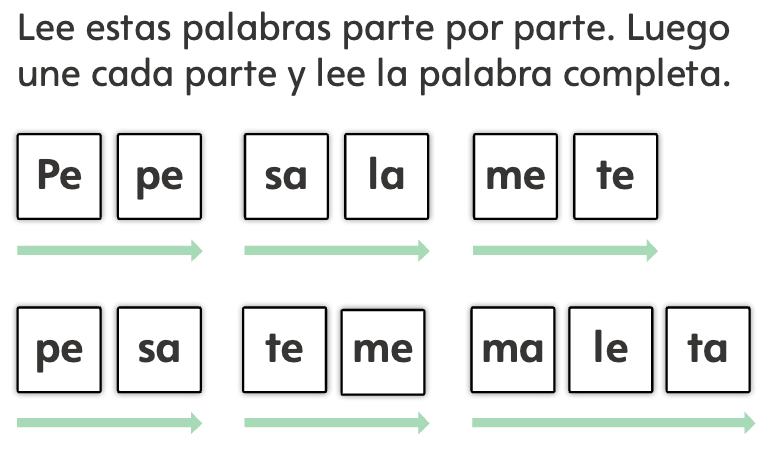 Lee estas palabras parte por parte. Luego
une cada parte y lee la palabra completa.
Pe pe sa la me te
pe sa te me ma le ta